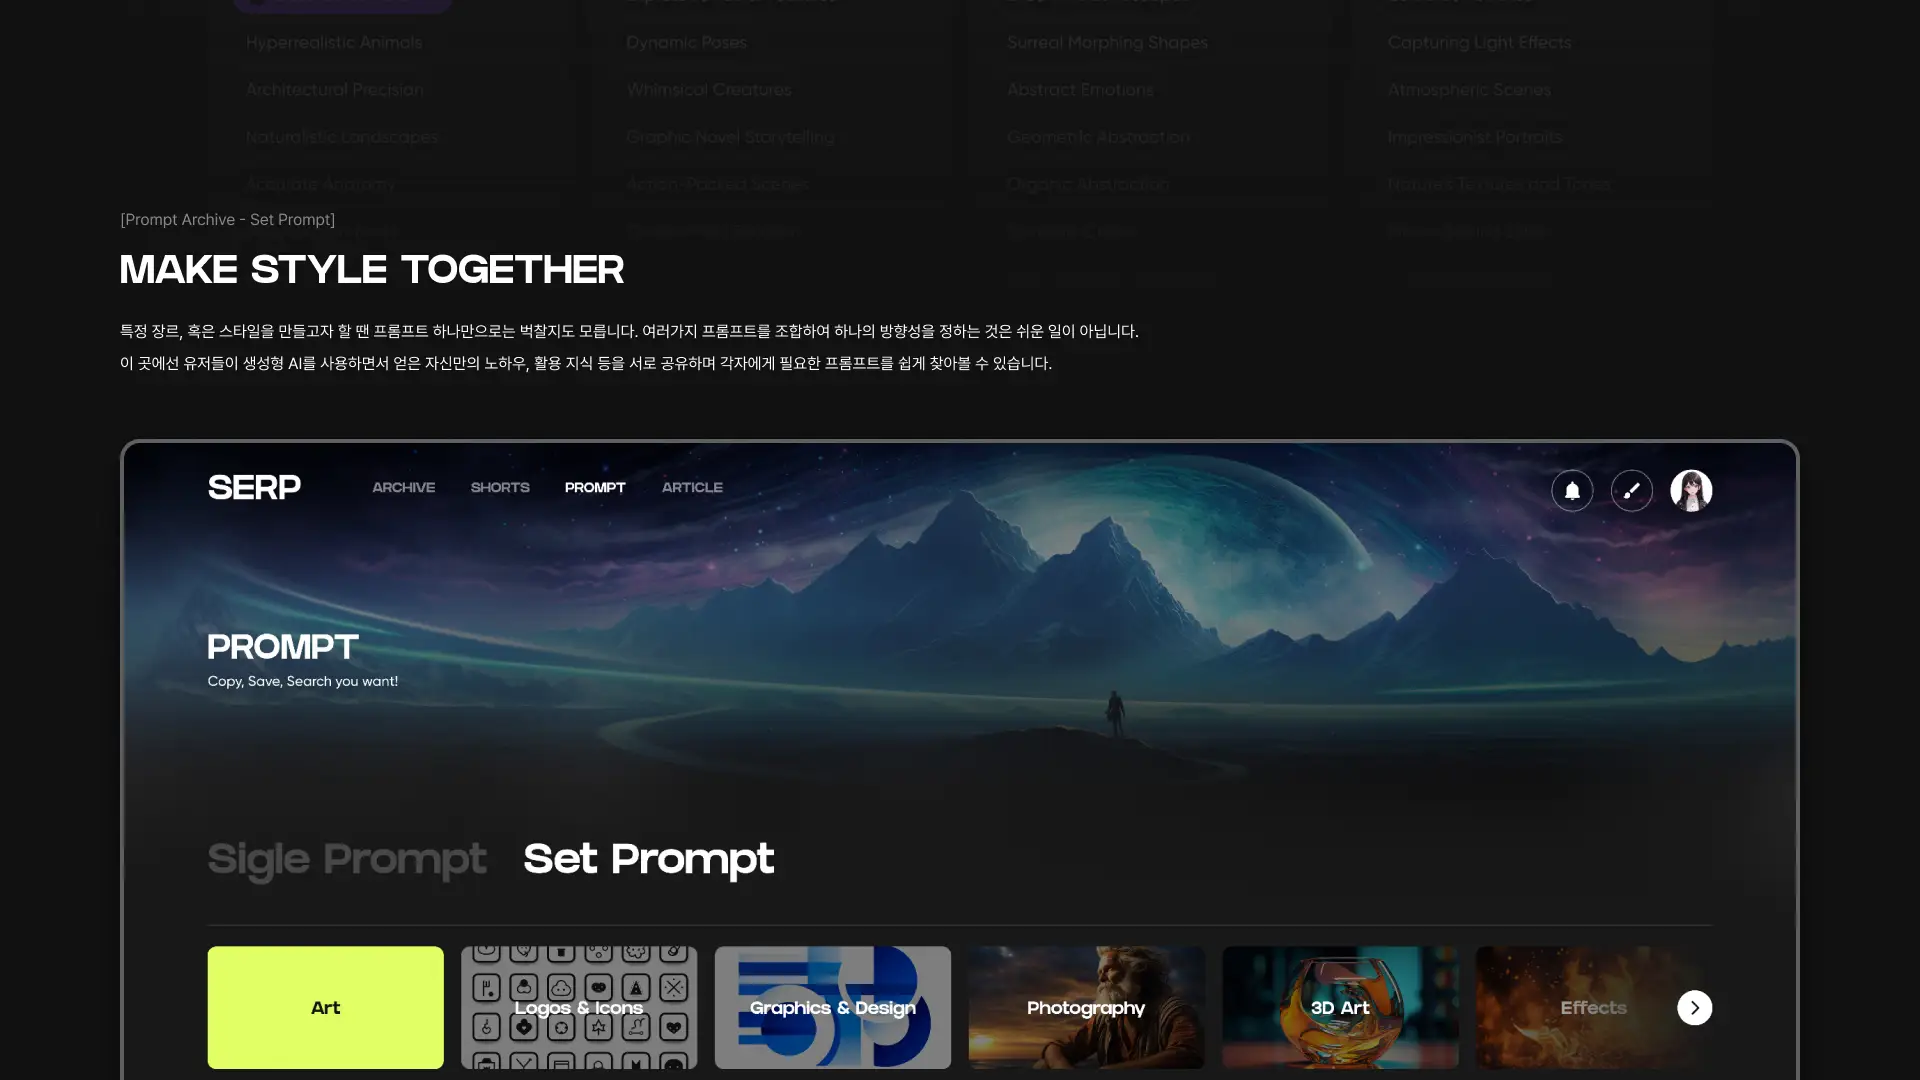 Hyperrealistic Animals
Dynamic Poses
Surreal Morphing Shapes
Capturing Light Effects
Architectural Precision
Whimsical Creatures
Abstract Emotions
Atmospheric Scenes
Naturalistic Landscapes
Graphic Novel Storytelling
Geometric Abstraction
Impressionist Portraits
Accurate Anatomy
Action-Packed Scenes
Organic Abstraction
Nature's Textures and Tones
[Prompt Archive - Set Prompt]
MAKE STYLE TOGETHER
특정 장르, 혹은 스타일을 만들고자 할 땐 프롬프트 하나만으로는 벅찰지도 모릅니다. 여러가지 프롬프트를 조합하여 하나의 방향성을 정하는 것은 쉬운 일이 아닙니다.
이 곳에선 유저들이 생성형 AI를 사용하면서 얻은 자신만의 노하우, 활용 지식 등을 서로 공유하며 각자에게 필요한 프롬프트를 쉽게 찾아볼 수 있습니다.
SERP
ARCHIVE
SHORTS
PROMPT
ARTICLE
PROMPT
Copy, Save, Search you want!
Sigle Prompt
Set Prompt
Art
Logos & Icons
Graphics & Design
Photography
3D Art
Effects